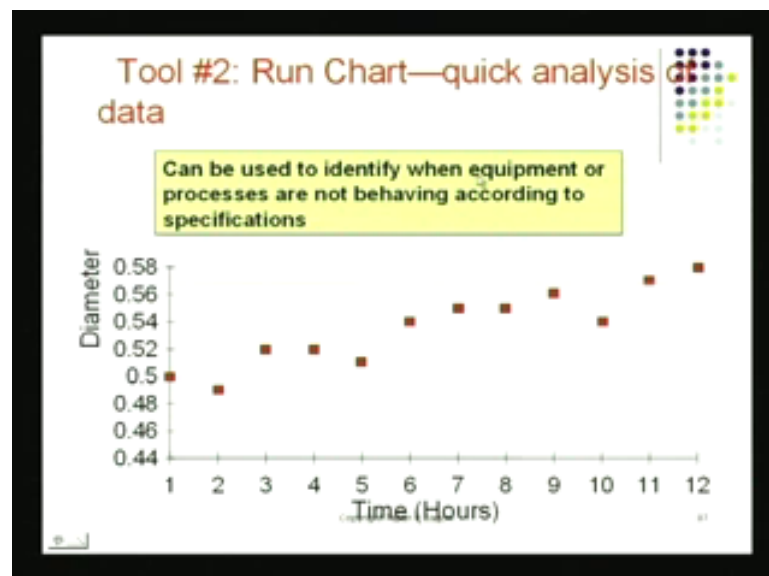 Tool #2: Run Chart—quick analysis of
data
Can be used to identify when equipment or
processes are not behaving according to
specifications
Diameter
0.58
0.56
0.54
0.52
0.5
0.48
0.46
0.44
1 2 3 4 5 6 7 8 9 10 11 12
Time (Hours)